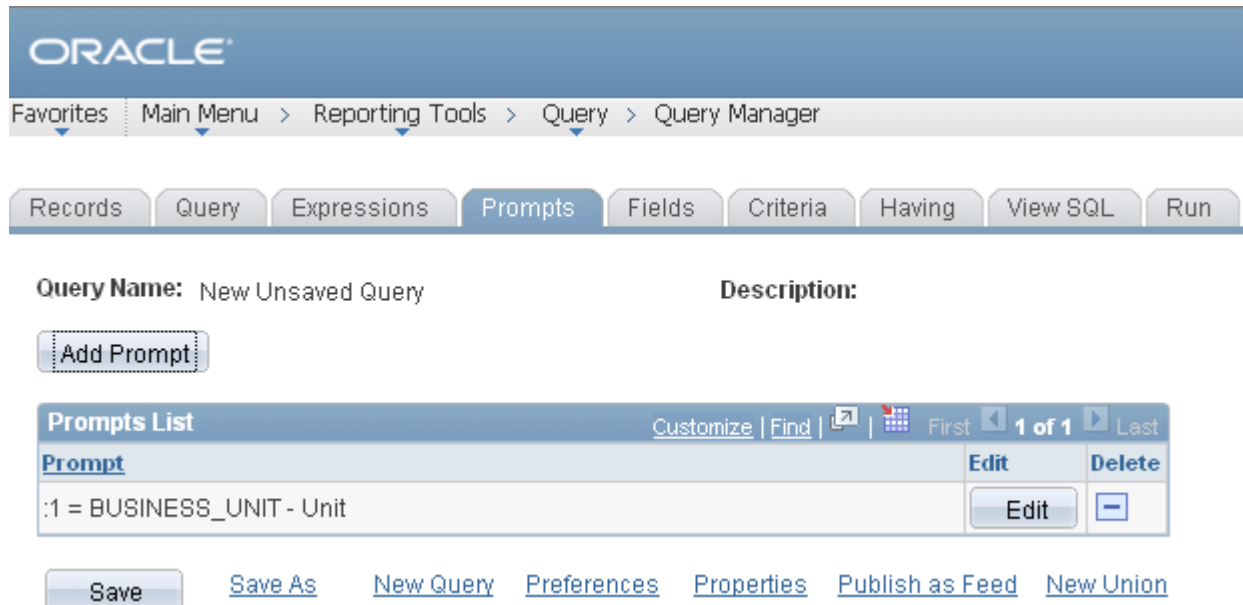 ORACLE®
Favorites Main Menu > Reporting Tools > Query > Query Manager
Records Query Expressions Prompts Fields Criteria Having View SQL Run
Query Name: New Unsaved Query Description:
Add Prompt
Prompts List Customize | Find | | First 1 of 1 Last
Prompt Edit Delete
:1 = BUSINESS_UNIT - Unit Edit
Save Save As New Query Preferences Properties Publish as Feed New Union